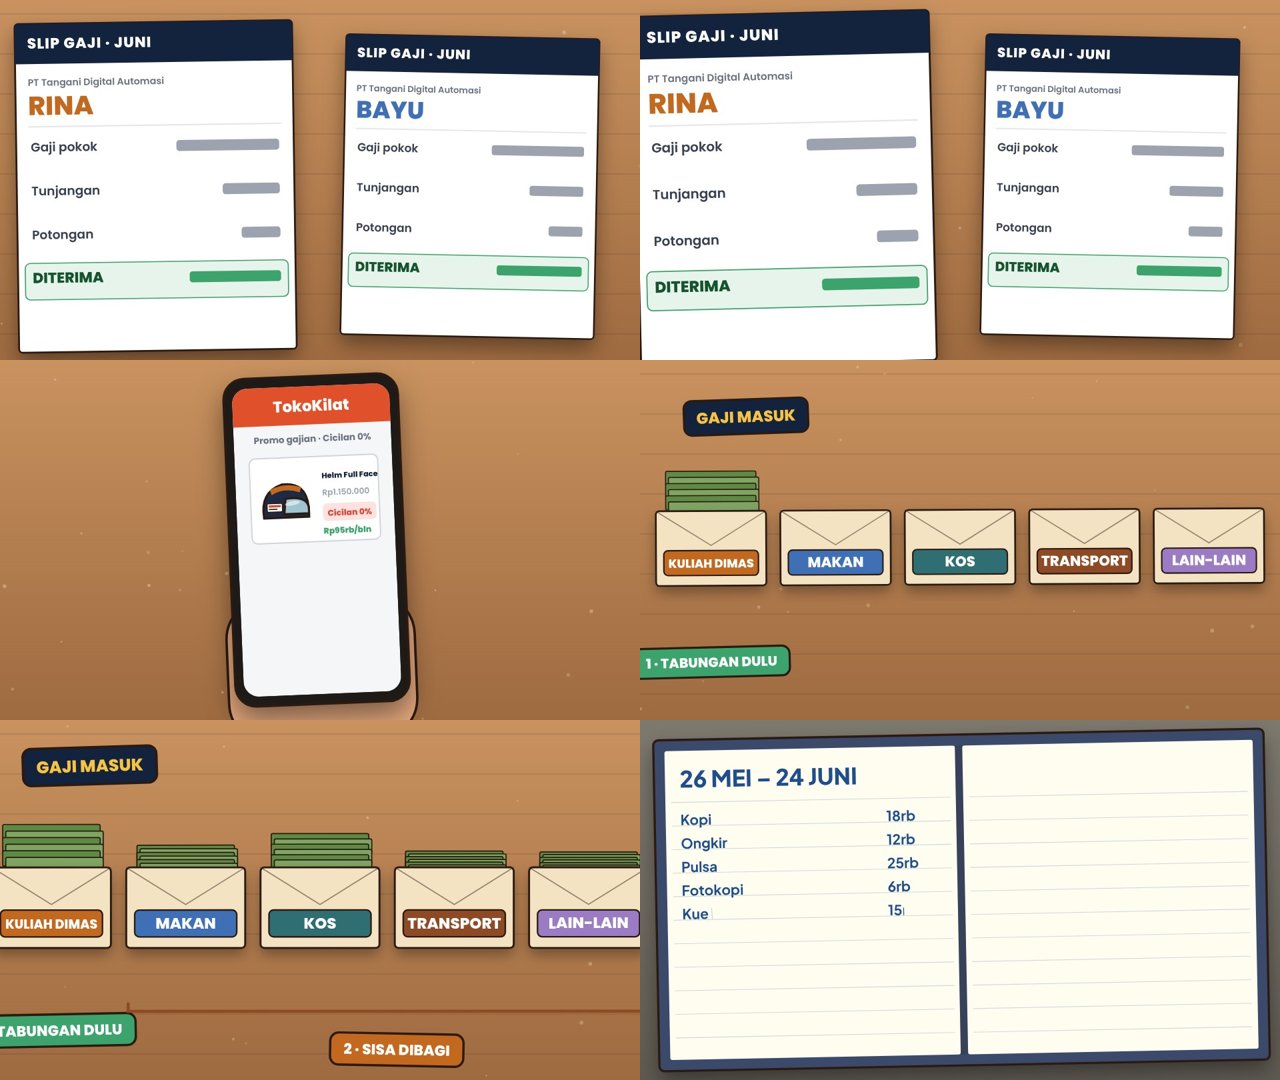 SLIP GAJI · JUNI
PT Tangani Digital Automasi
RINA
Gaji pokok
Tunjangan
Potongan
DITERIMA
SLIP GAJI · JUNI
PT Tangani Digital Automasi
BAYU
Gaji pokok
Tunjangan
Potongan
DITERIMA
SLIP GAJI · JUNI
PT Tangani Digital Automasi
RINA
Gaji pokok
Tunjangan
Potongan
DITERIMA
SLIP GAJI · JUNI
PT Tangani Digital Automasi
BAYU
Gaji pokok
Tunjangan
Potongan
DITERIMA
TokoKilat
Promo gajian · Cicilan 0%
Helm Full Face
Rp1.150.000
Cicilan 0%
Rp95rb/bln
GAJI MASUK
KULIAH DIMAS
MAKAN
KOS
TRANSPORT
LAIN-LAIN
1 · TABUNGAN DULU
GAJI MASUK
KULIAH DIMAS
MAKAN
KOS
TRANSPORT
LAIN-LAIN
TABUNGAN DULU
2 · SISA DIBAGI
26 MEI – 24 JUNI
Kopi 18rb
Ongkir 12rb
Pulsa 25rb
Fotokopi 6rb
Kue 15